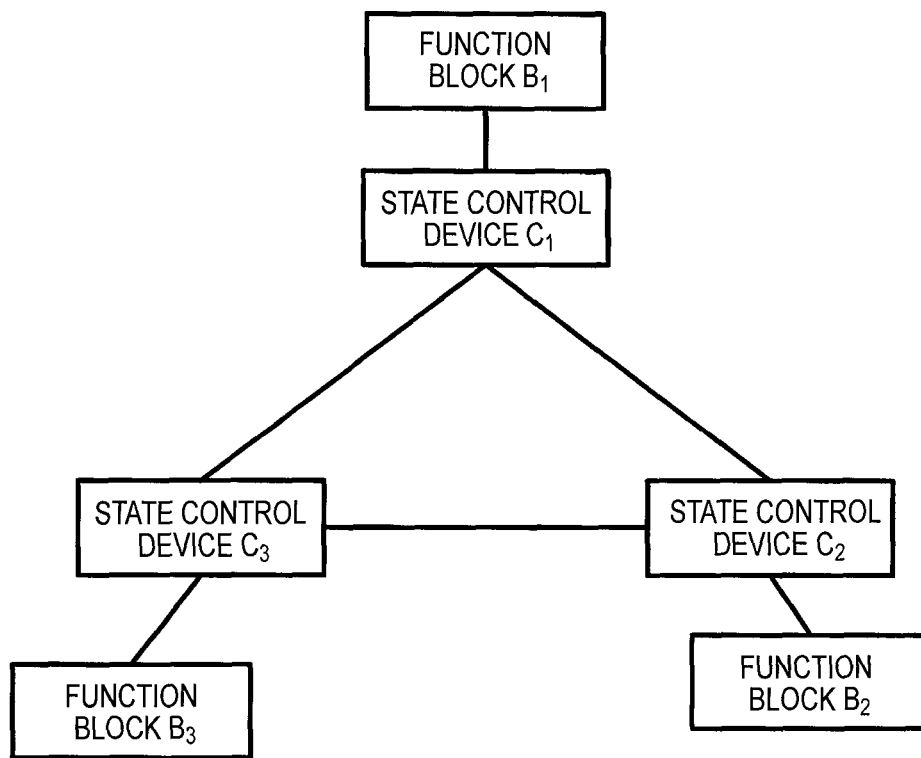 FUNCTION
BLOCK B₁
STATE CONTROL
DEVICE C₁
STATE CONTROL
DEVICE C₃
STATE CONTROL
DEVICE C₂
FUNCTION
BLOCK B₃
FUNCTION
BLOCK B₂